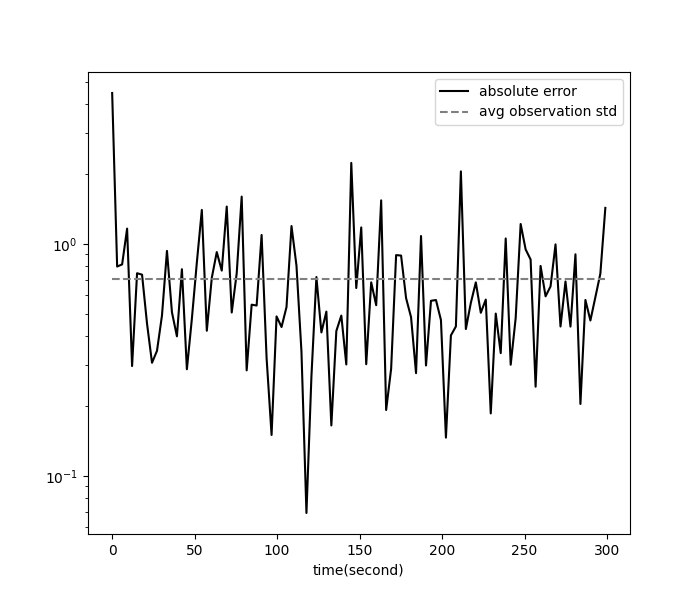 absolute error
avg observation std
10^0
10^-1
0 50 100 150 200 250 300
time(second)